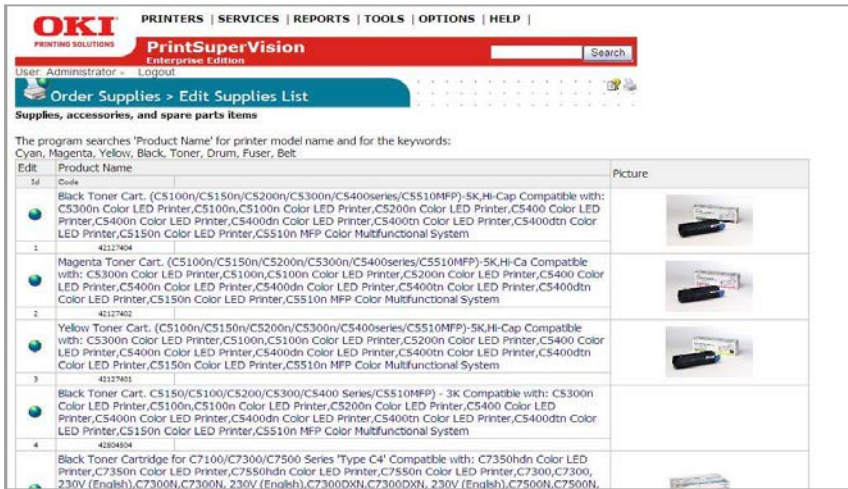 OKI
PRINTING SOLUTIONS
PRINTERS | SERVICES | REPORTS | TOOLS | OPTIONS | HELP |
PrintSuperVision
Enterprise Edition
Search
User: Administrator - Logout
Order Supplies > Edit Supplies List
Supplies, accessories, and spare parts items
The program searches 'Product Name' for printer model name and for the keywords:
Cyan, Magenta, Yellow, Black, Toner, Drum, Fuser, Belt
Edit Product Name Picture
Id Code
Black Toner Cart. (C5100n/C5150n/C5200n/C5300n/C5400series/C5510MFP)-5K,Hi-Cap Compatible with:
C5300n Color LED Printer,C5100n,C5100n Color LED Printer,C5200n Color LED Printer,C5400 Color LED
Printer,C5400n Color LED Printer,C5400dn Color LED Printer,C5400tn Color LED Printer,C5400dtn Color
LED Printer,C5150n Color LED Printer,C5510n MFP Color Multifunctional System
1 42127404
Magenta Toner Cart. (C5100n/C5150n/C5200n/C5300n/C5400series/C5510MFP)-5K,Hi-Ca Compatible
with: C5300n Color LED Printer,C5100n,C5100n Color LED Printer,C5200n Color LED Printer,C5400 Color
LED Printer,C5400n Color LED Printer,C5400dn Color LED Printer,C5400tn Color LED Printer,C5400dtn
Color LED Printer,C5150n Color LED Printer,C5510n MFP Color Multifunctional System
2 42127402
Yellow Toner Cart. (C5100n/C5150n/C5200n/C5300n/C5400series/C5510MFP)-5K,Hi-Cap Compatible
with: C5300n Color LED Printer,C5100n,C5100n Color LED Printer,C5200n Color LED Printer,C5400 Color
LED Printer,C5400n Color LED Printer,C5400dn Color LED Printer,C5400tn Color LED Printer,C5400dtn
Color LED Printer,C5150n Color LED Printer,C5510n MFP Color Multifunctional System
3 42127401
Black Toner Cart. C5150/C5100/C5200/C5300/C5400 Series/C5510MFP) - 3K Compatible with: C5300n
Color LED Printer,C5100n,C5100n Color LED Printer,C5200n Color LED Printer,C5400 Color LED
Printer,C5400n Color LED Printer,C5400dn Color LED Printer,C5400tn Color LED Printer,C5400dtn Color
LED Printer,C5150n Color LED Printer,C5510n MFP Color Multifunctional System
4 42804504
Black Toner Cartridge for C7100/C7300/C7500 Series 'Type C4' Compatible with: C7350hdn Color LED
Printer,C7350n Color LED Printer,C7550hdn Color LED Printer,C7550n Color LED Printer,C7300,C7300,
230V (English),C7300N,C7300N, 230V (English),C7300DXN,C7300DXN, 230V (English),C7500N,C7500N,